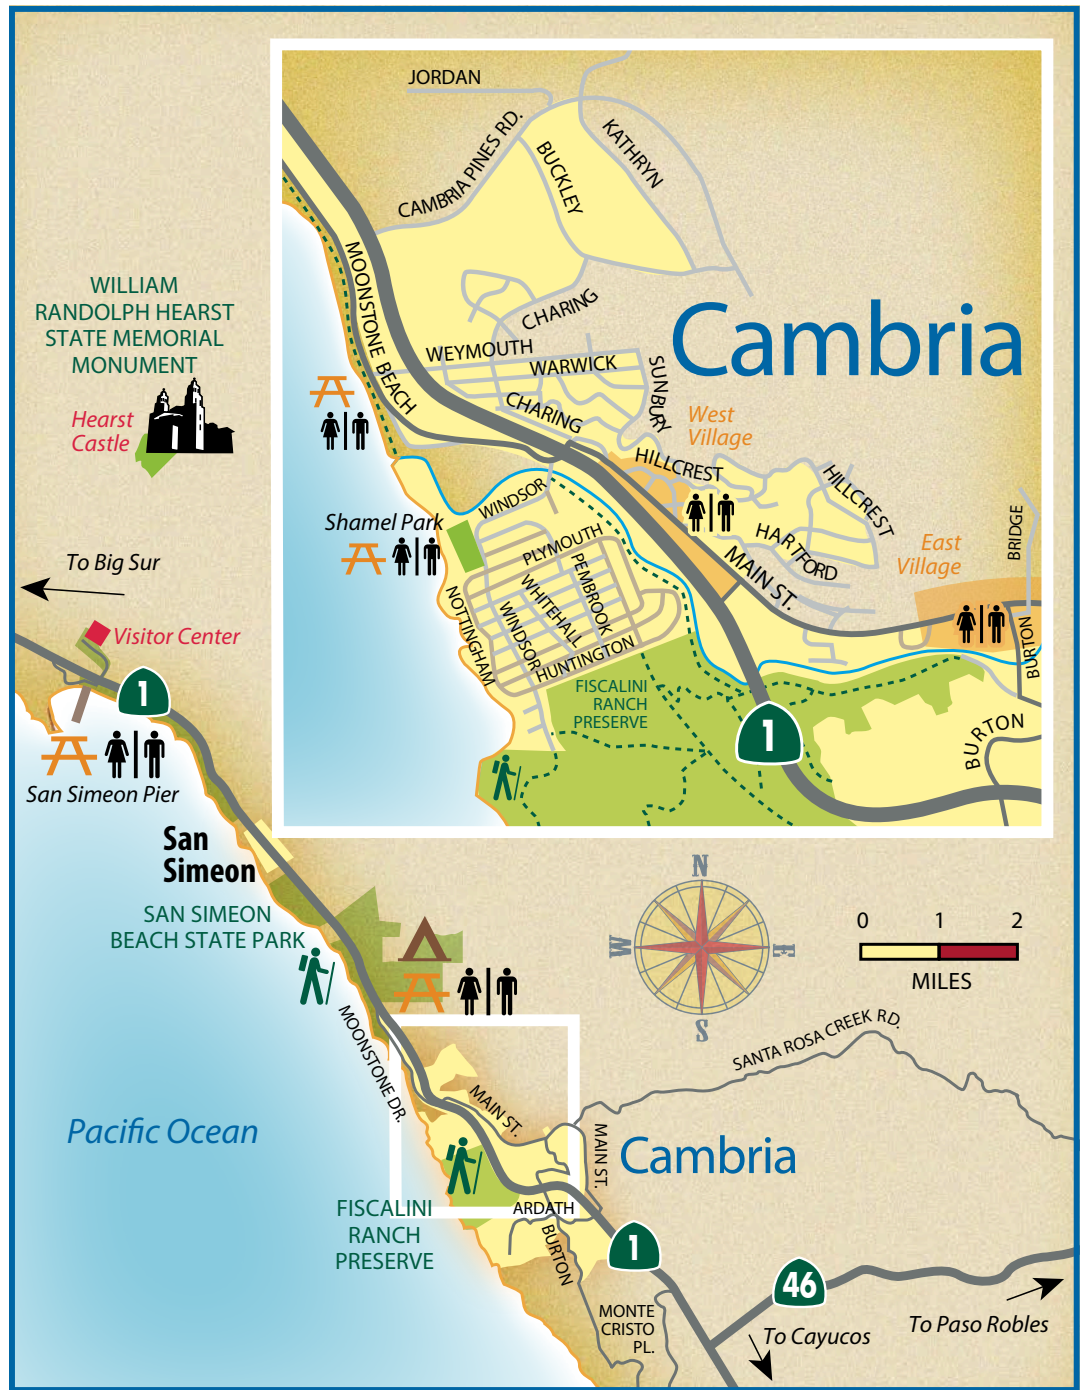 JORDAN
CAMBRIA PINES RD.
BUCKLEY
KATHRYN
MOONSTONE BEACH
CHARING
WEYMOUTH
WARWICK
SUNBURY
CHARING
Cambria
West
Village
HILLCREST
HILLCREST
HARTFORD
MAIN ST.
East
Village
BRIDGE
BURTON
BURTON
WINDSOR
PLYMOUTH
PEMBROOK
WHITEHALL
WINDSOR
NOTTINGHAM
HUNTINGTON
FISCALINI
RANCH
PRESERVE
1
Shamel Park
WILLIAM
RANDOLPH HEARST
STATE MEMORIAL
MONUMENT
Hearst
Castle
To Big Sur
Visitor Center
1
San Simeon Pier
San
Simeon
SAN SIMEON
BEACH STATE PARK
N
W
E
S
0 1 2
MILES
MOONSTONE DR.
MAIN ST.
SANTA ROSA CREEK RD.
MAIN ST.
Cambria
Pacific Ocean
FISCALINI
RANCH
PRESERVE
ARDATH
BURTON
1
46
MONTE
CRISTO
PL.
To Cayucos
To Paso Robles